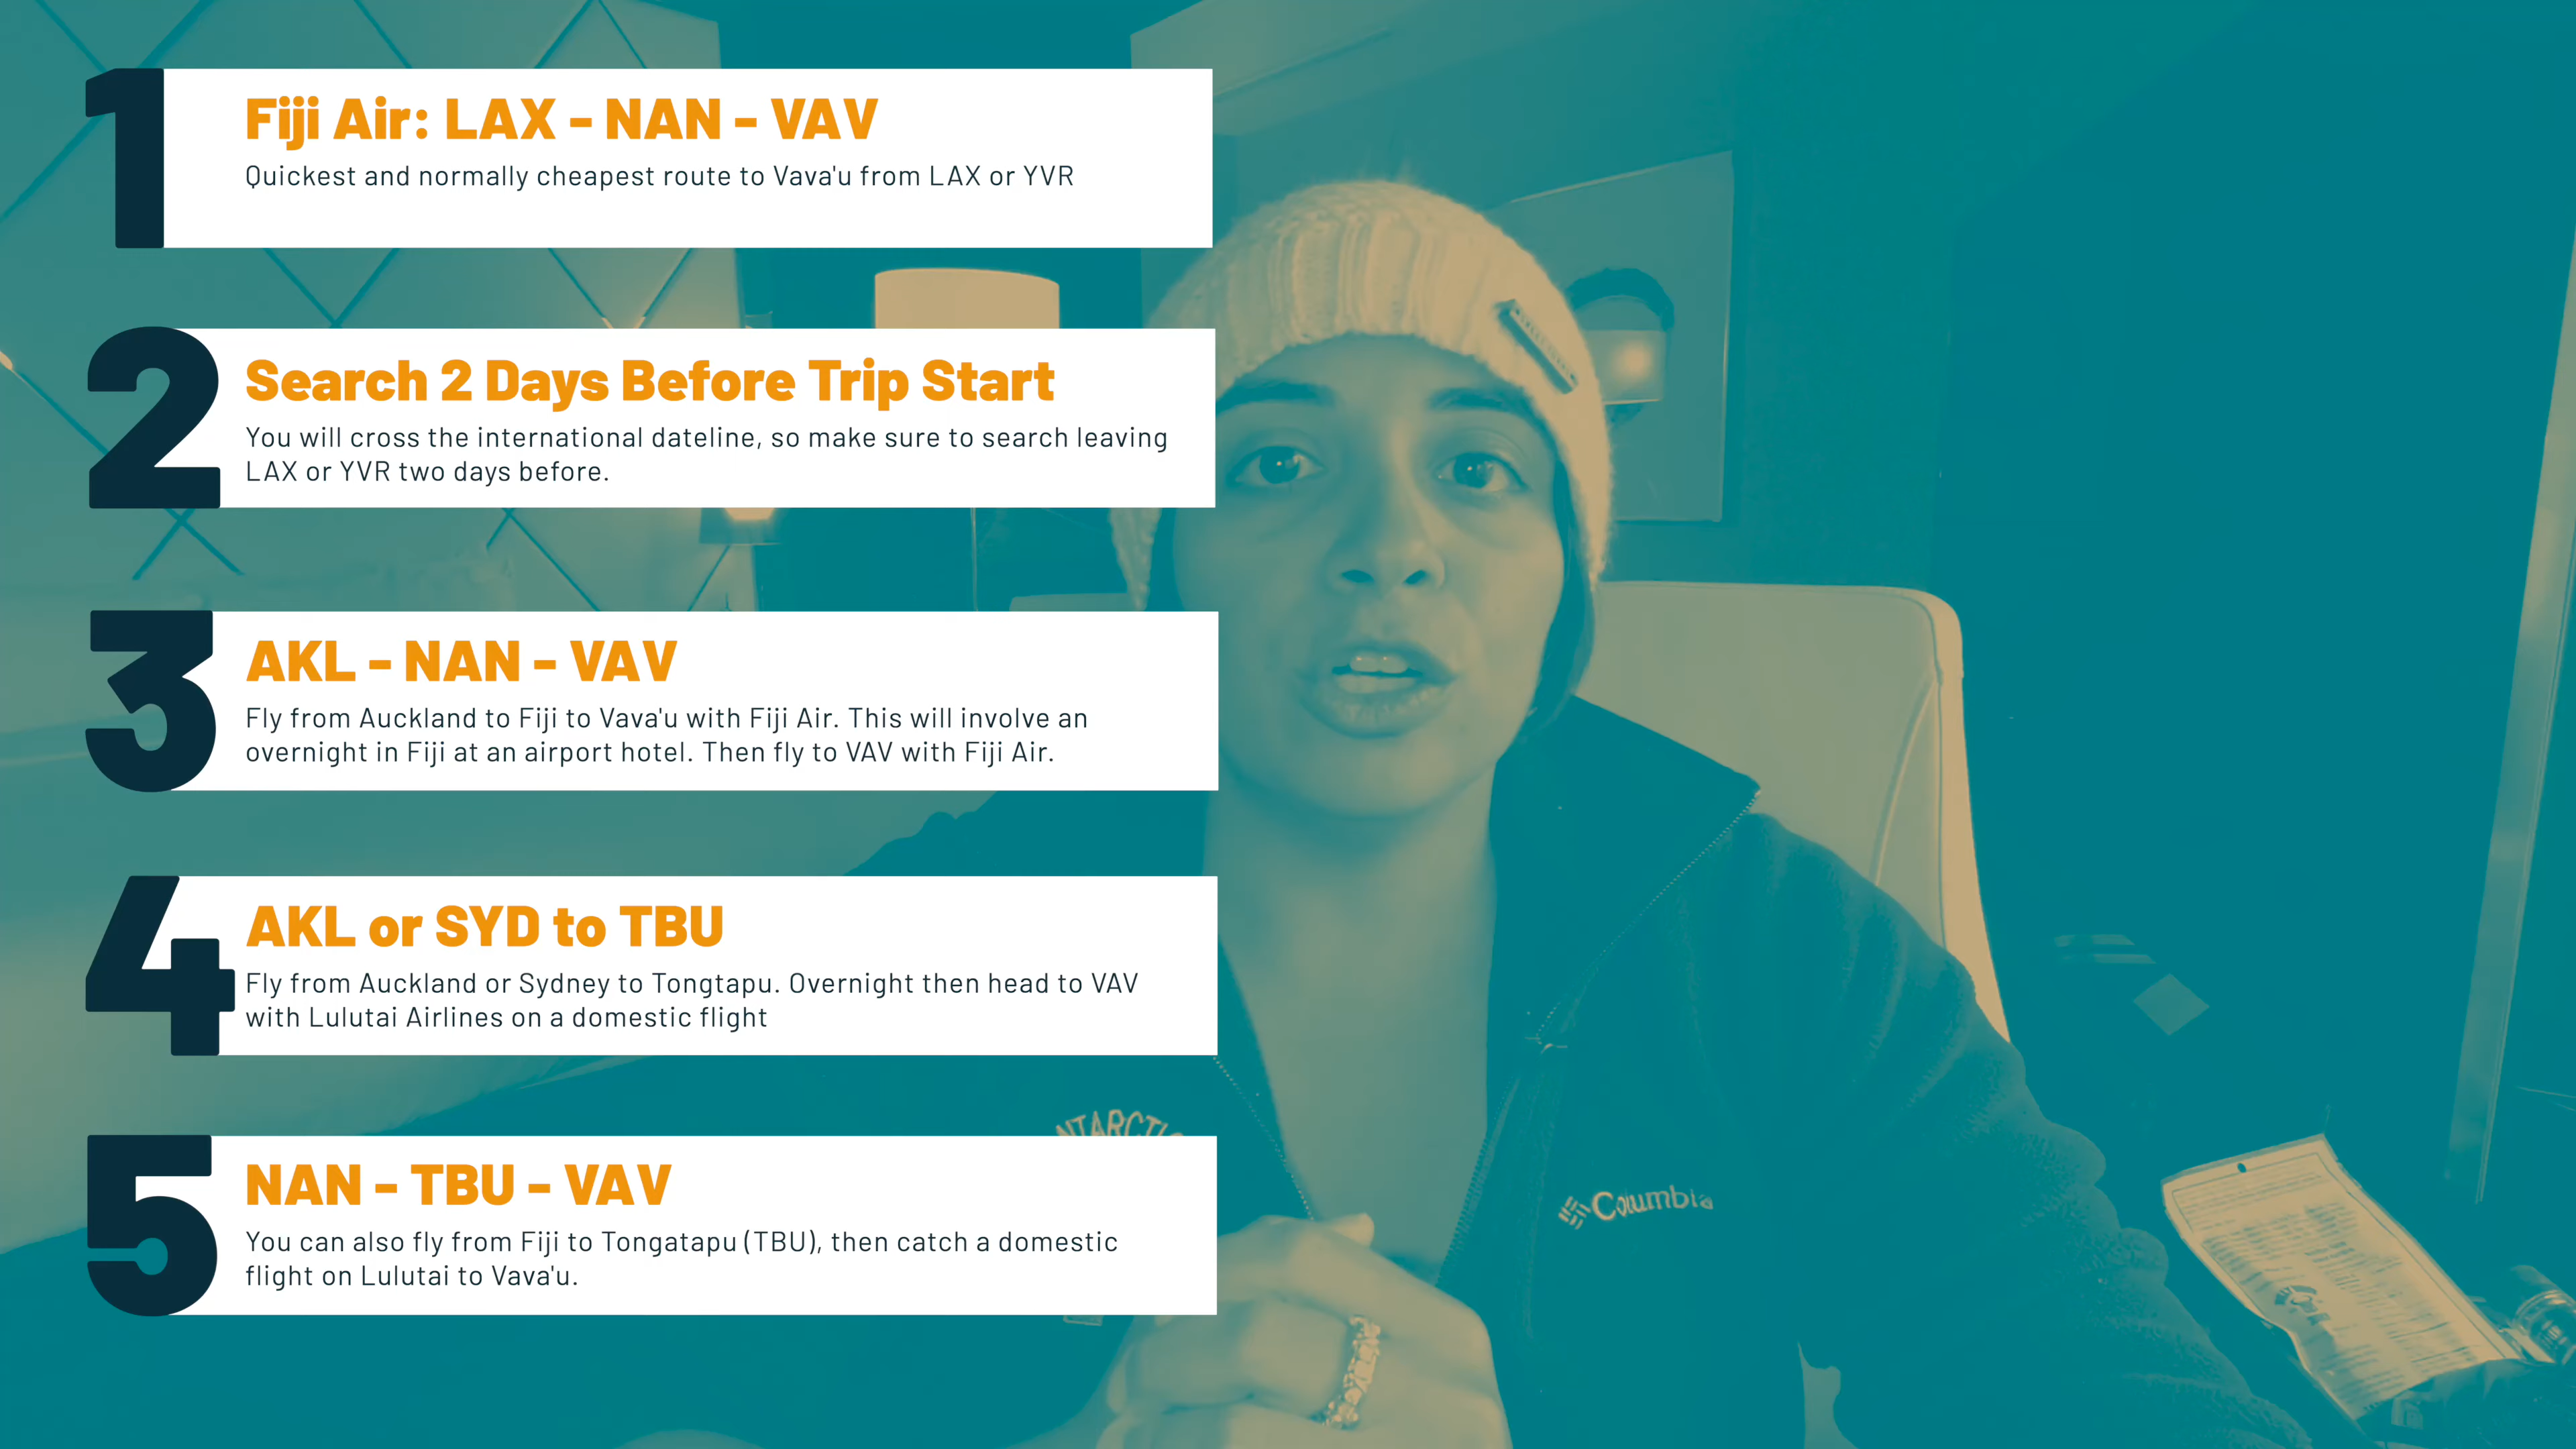 1
Fiji Air: LAX - NAN - VAV
Quickest and normally cheapest route to Vava'u from LAX or YVR
2
Search 2 Days Before Trip Start
You will cross the international dateline, so make sure to search leaving
LAX or YVR two days before.
3
AKL - NAN - VAV
Fly from Auckland to Fiji to Vava'u with Fiji Air. This will involve an
overnight in Fiji at an airport hotel. Then fly to VAV with Fiji Air.
4
AKL or SYD to TBU
Fly from Auckland or Sydney to Tongtapu. Overnight then head to VAV
with Lulutai Airlines on a domestic flight
5
NAN - TBU - VAV
You can also fly from Fiji to Tongatapu (TBU), then catch a domestic
flight on Lulutai to Vava'u.
Columbia